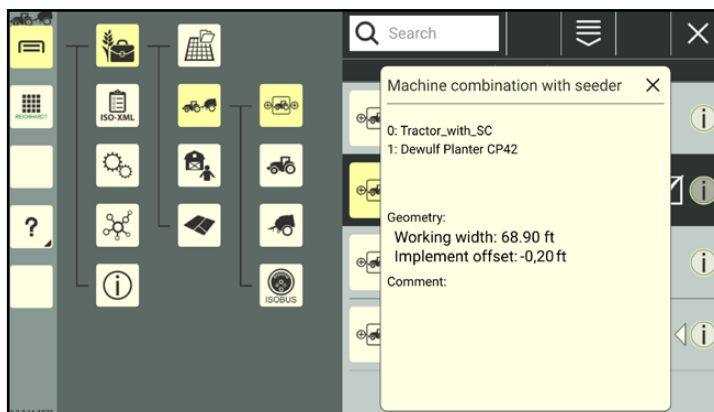 Search
Machine combination with seeder
0: Tractor_with_SC
1: Dewulf Planter CP42
Geometry:
Working width: 68.90 ft
Implement offset: -0,20 ft
Comment:
REICHHARDT
ISO-XML
?
ISOBUS